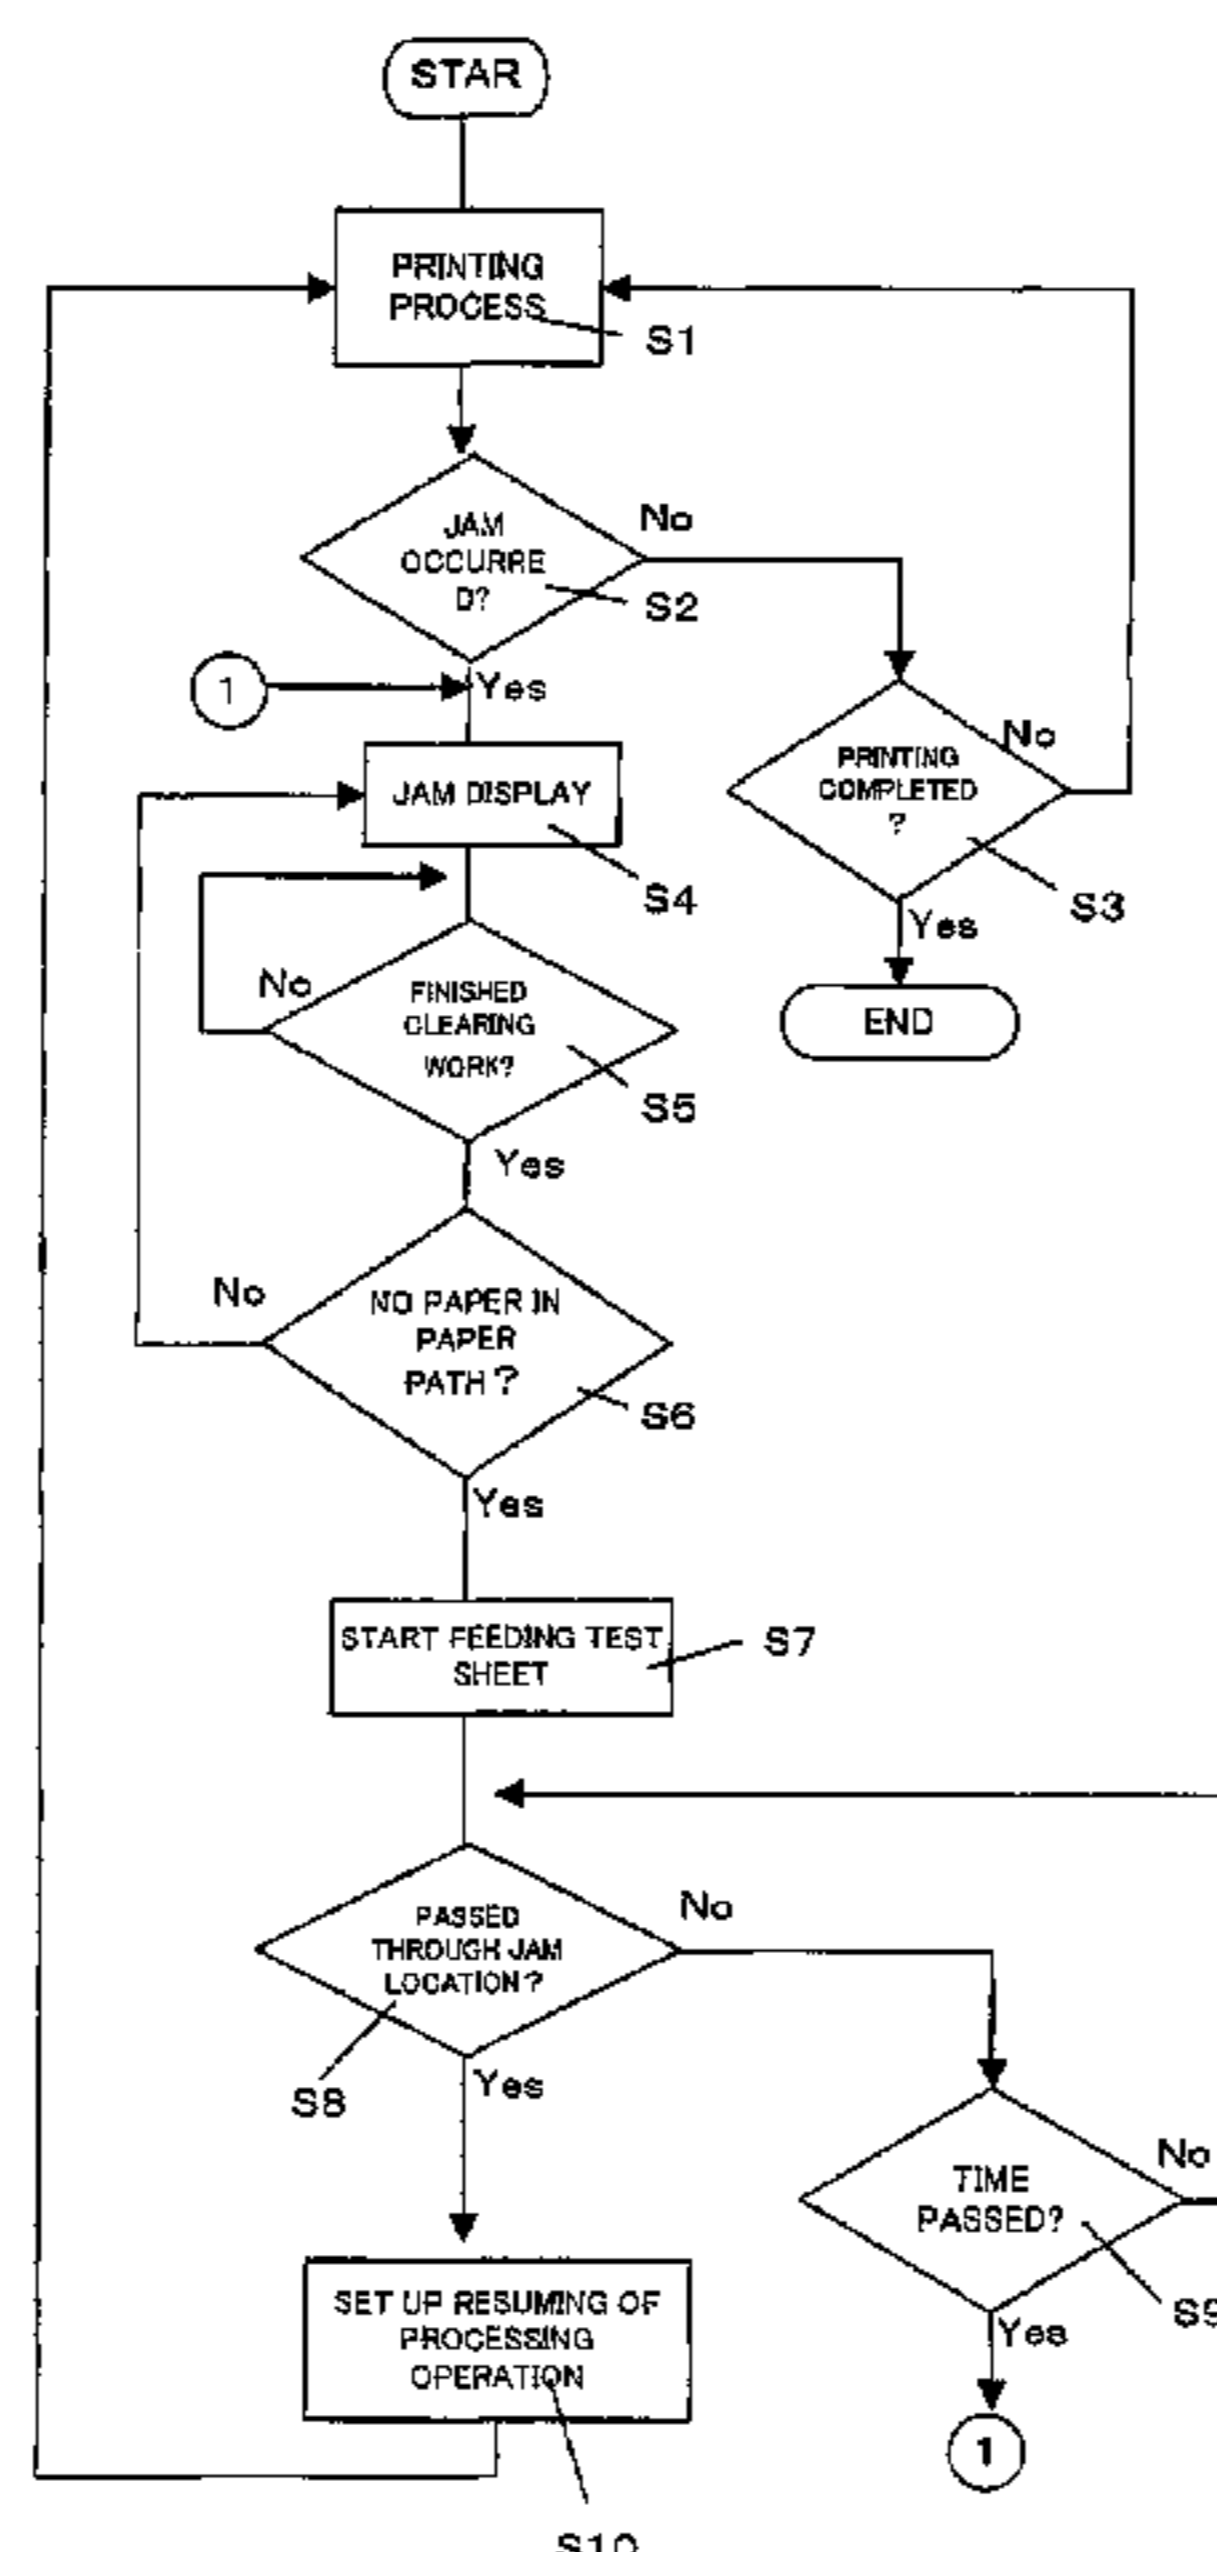 STAR
PRINTING
PROCESS
S1
JAM
OCCURRE
D?
S2
No
1
Yes
JAM DISPLAY
S4
PRINTING
COMPLETED
?
No
S3
Yes
END
FINISHED
CLEARING
WORK?
No
S5
Yes
NO PAPER IN
PAPER
PATH?
No
S6
Yes
START FEEDING TEST
SHEET
S7
PASSED
THROUGH JAM
LOCATION?
No
S8
Yes
TIME
PASSED?
No
S9
Yes
1
SET UP RESUMING OF
PROCESSING
OPERATION
S10